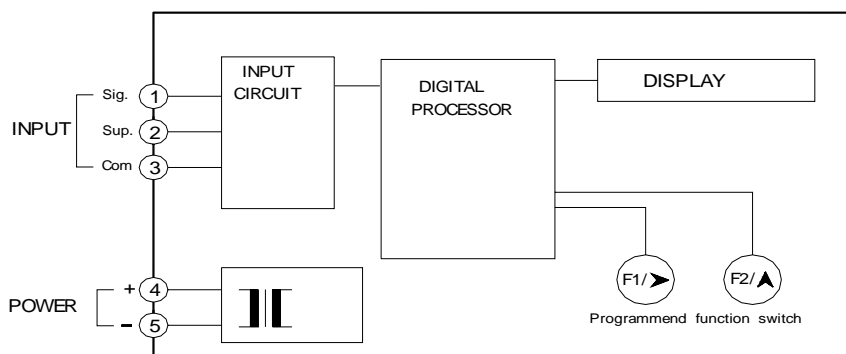 INPUT
CIRCUIT
DIGITAL
PROCESSOR
DISPLAY
INPUT
Sig. 1
Sup. 2
Com 3
F1/
F2/
Programmend function switch
POWER
+ 4
- 5